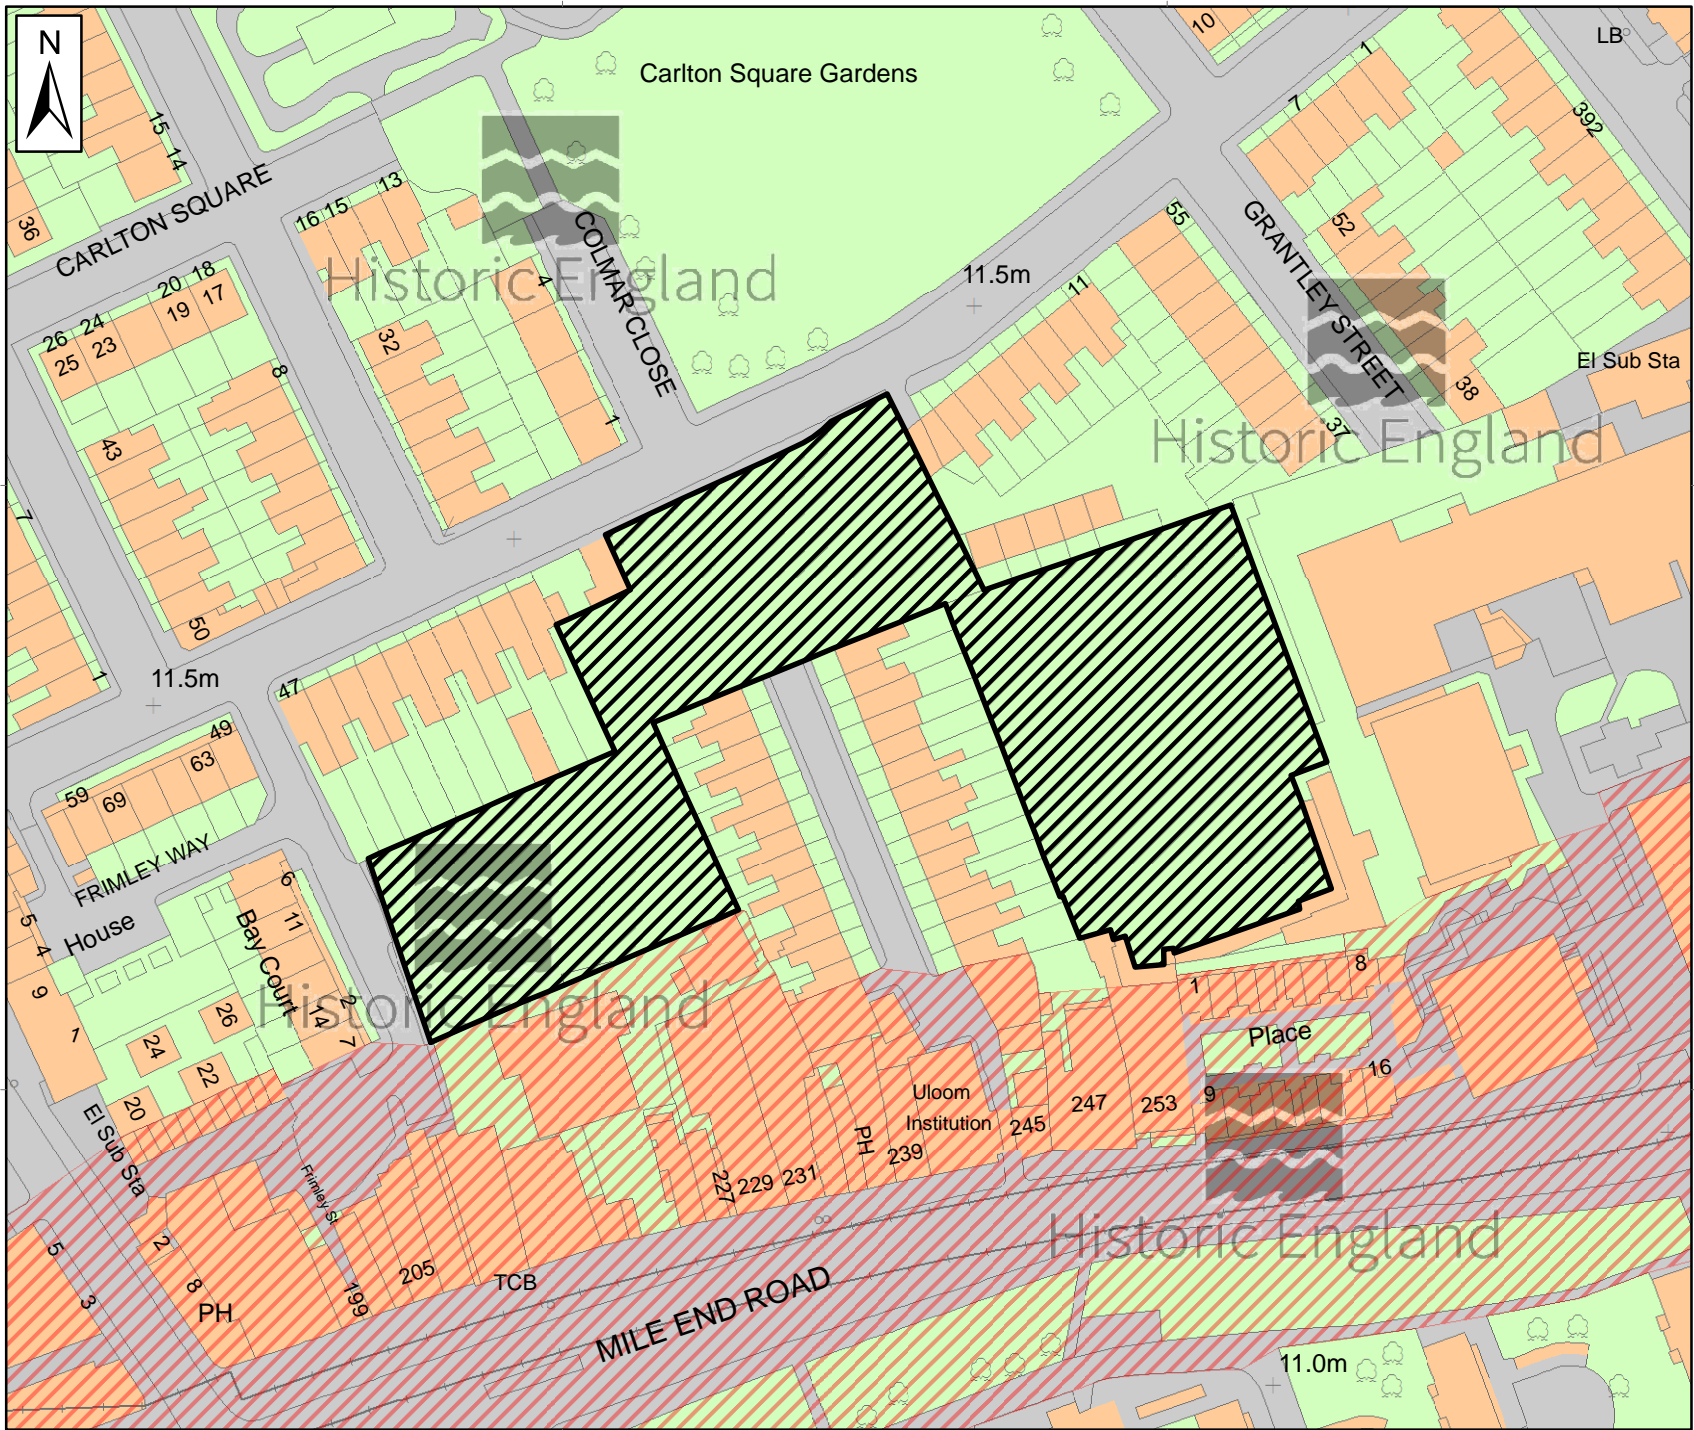 N
Carlton Square Gardens
10
1
LB
7
392
15
14
36
CARLTON SQUARE
16
15
13
COLMAR CLOSE
4
55
GRANTLEY STREET
52
Historic England
11.5m
11
20
18
19
17
26
24
25
23
32
8
El Sub Sta
38
37
Historic England
43
1
7
50
1
11.5m
47
49
63
59
69
FRIMLEY WAY
House
5
4
9
1
6
11
Bay Court
2
14
7
26
24
22
20
El Sub Sta
Historic England
8
1
Place
16
9
Uloom
Institution
PH
239
245
247
253
227
229
231
Frimley St
Historic England
5
3
2
8
PH
199
205
TCB
MILE END ROAD
11.0m